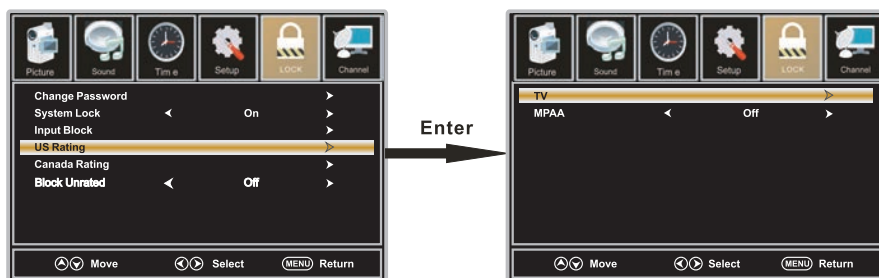 Picture Sound Tim e Setup LOCK Channel
Change Password
System Lock On
Input Block
US Rating
Canada Rating
Block Unrated Off
Move Select MENU Return
Enter
Picture Sound Tim e Setup LOCK Channel
TV
MPAA Off
Move Select MENU Return